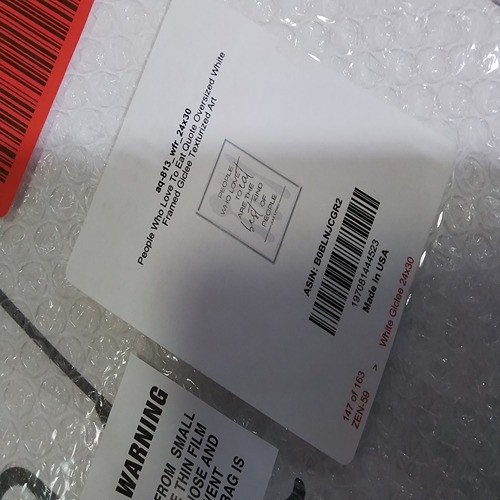 aq-813_wfr_24x30
People Who Love To Eat Quote Oversized White
Framed Giclee Texturized Art
PEOPLE
WHO LOVE
TO eat
ARE THE
best KIND
OF
PEOPLE
ASIN: B0BLNJCGR2
197081444523
Made in USA
147 of 163
ZEN-59 > White Giclee 24x30
WARNING
FROM SMALL
THIN FILM
NOSE AND
BAG IS